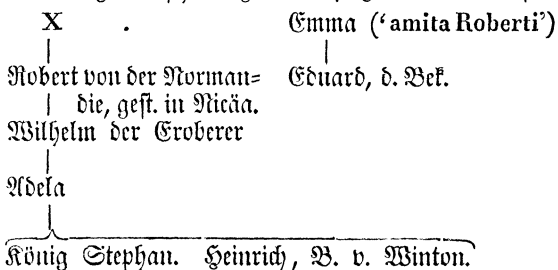 X . Emma (‘amita Roberti’)
Robert von der Norman= Eduard, d. Bek.
die, gest. in Nicäa.
Wilhelm der Eroberer
Adela
König Stephan. Heinrich, B. v. Winton.